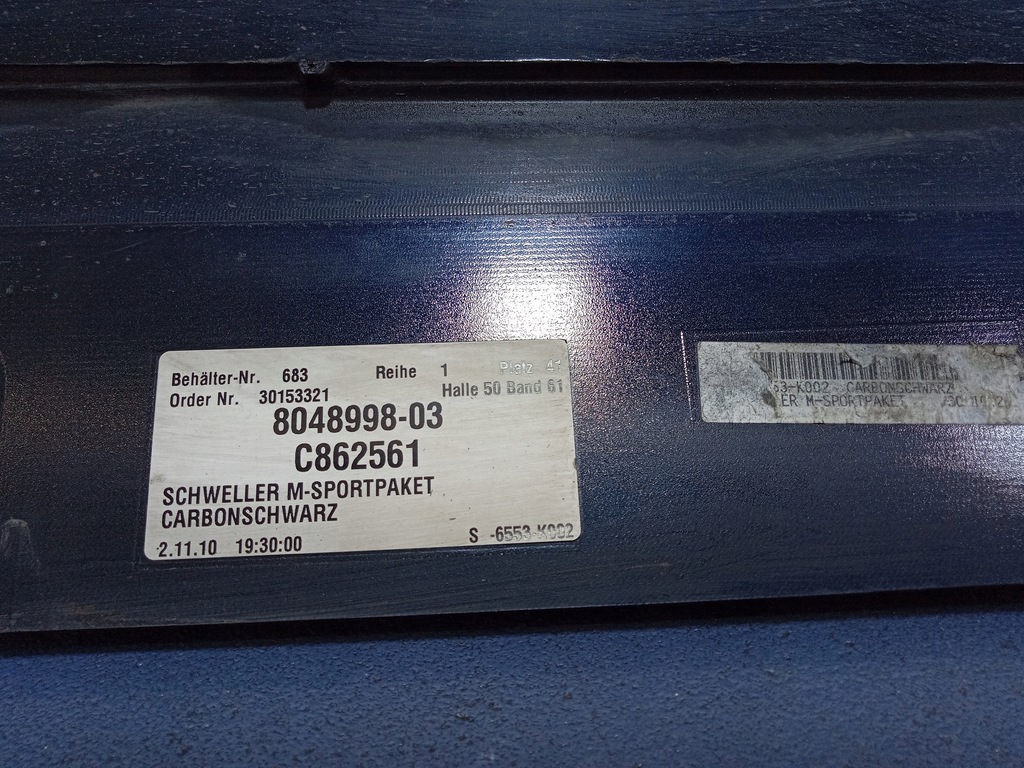 Behälter-Nr. 683 Reihe 1 Platz 41
Order Nr. 30153321 Halle 50 Band 61
8048998-03
C862561
SCHWELLER M-SPORTPAKET
CARBONSCHWARZ
2.11.10 19:30:00 S -6553-K002
53-K002 CARBONSCHWARZ
ER M-SPORTPAKET